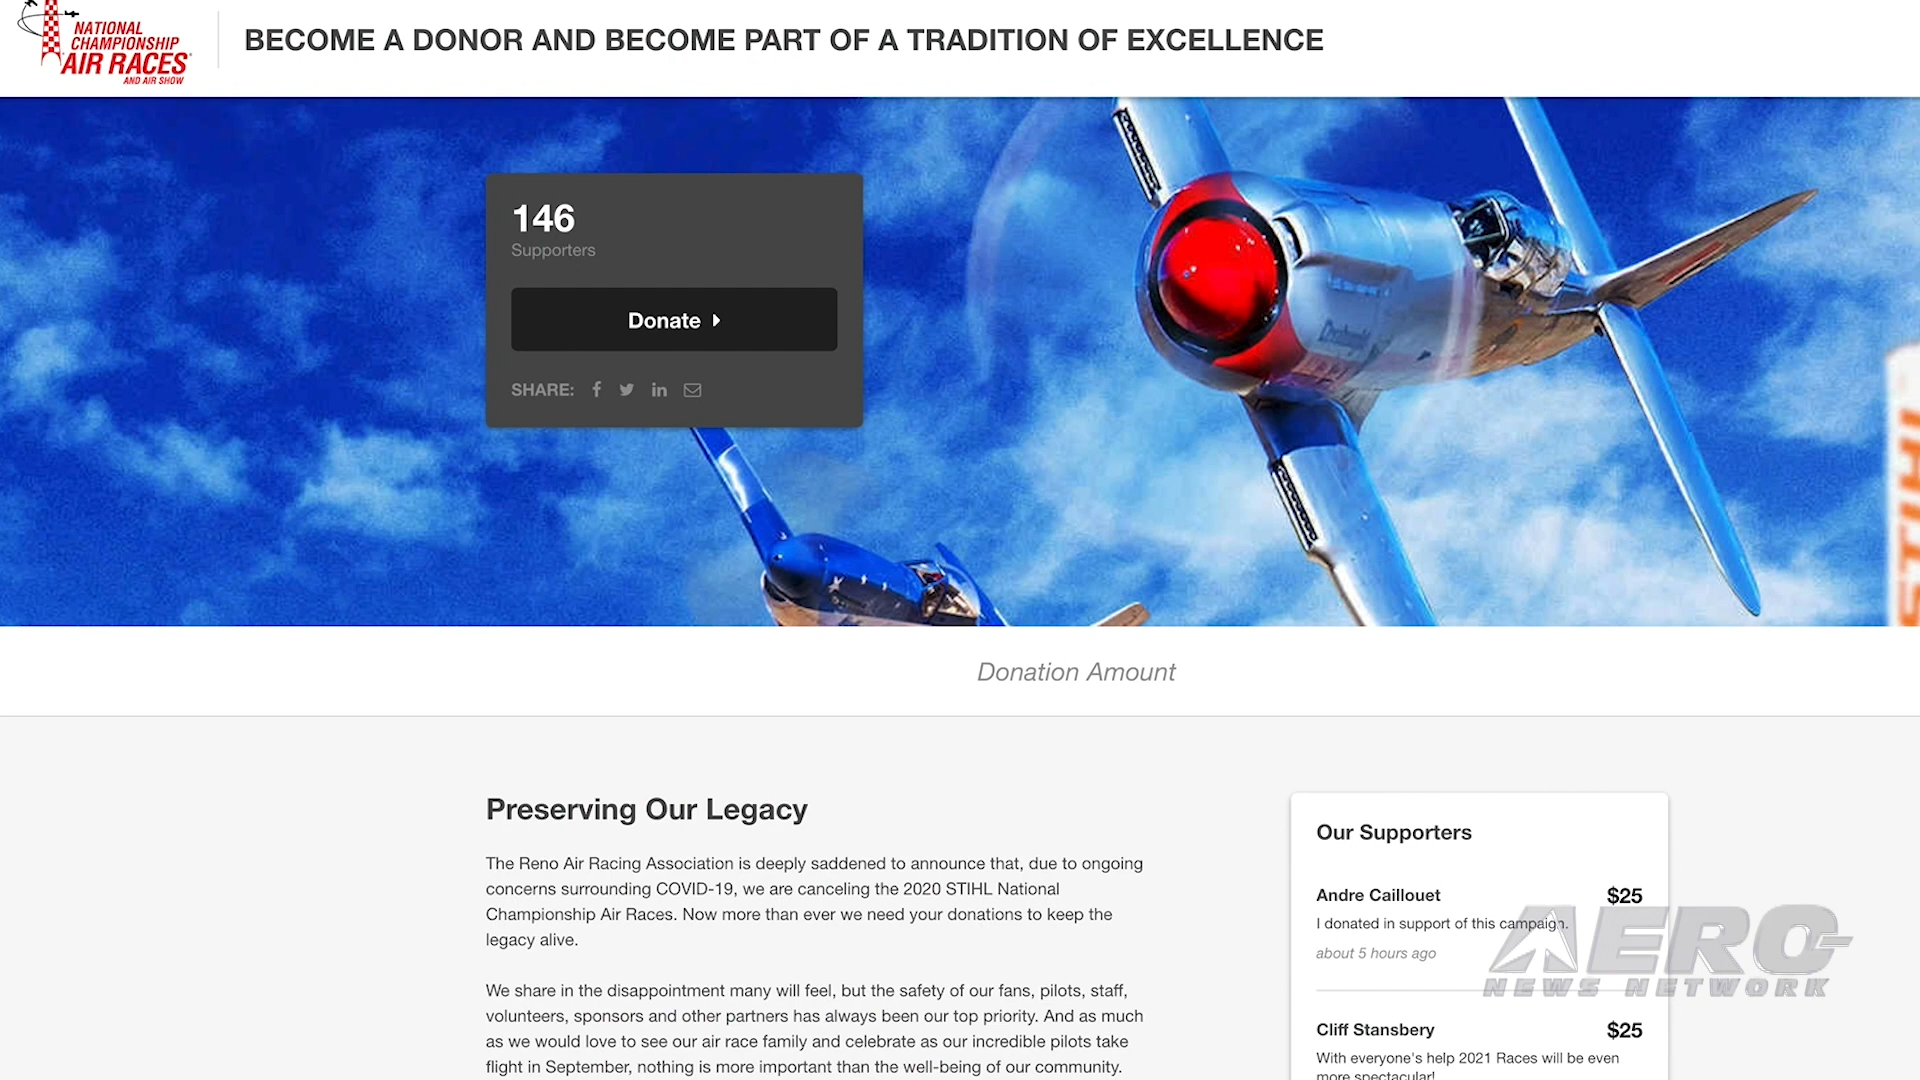 NATIONAL
CHAMPIONSHIP
AIR RACES
AND AIR SHOW
BECOME A DONOR AND BECOME PART OF A TRADITION OF EXCELLENCE
146
Supporters
Donate
SHARE:
Donation Amount
Preserving Our Legacy
The Reno Air Racing Association is deeply saddened to announce that, due to ongoing
concerns surrounding COVID-19, we are canceling the 2020 STIHL National
Championship Air Races. Now more than ever we need your donations to keep the
legacy alive.
We share in the disappointment many will feel, but the safety of our fans, pilots, staff,
volunteers, sponsors and other partners has always been our top priority. And as much
as we would love to see our air race family and celebrate as our incredible pilots take
flight in September, nothing is more important than the well-being of our community.
Our Supporters
Andre Caillouet $25
I donated in support of this campaign.
about 5 hours ago
Cliff Stansbery $25
With everyone's help 2021 Races will be even
more spectacular!
AERO-
NEWS NETWORK